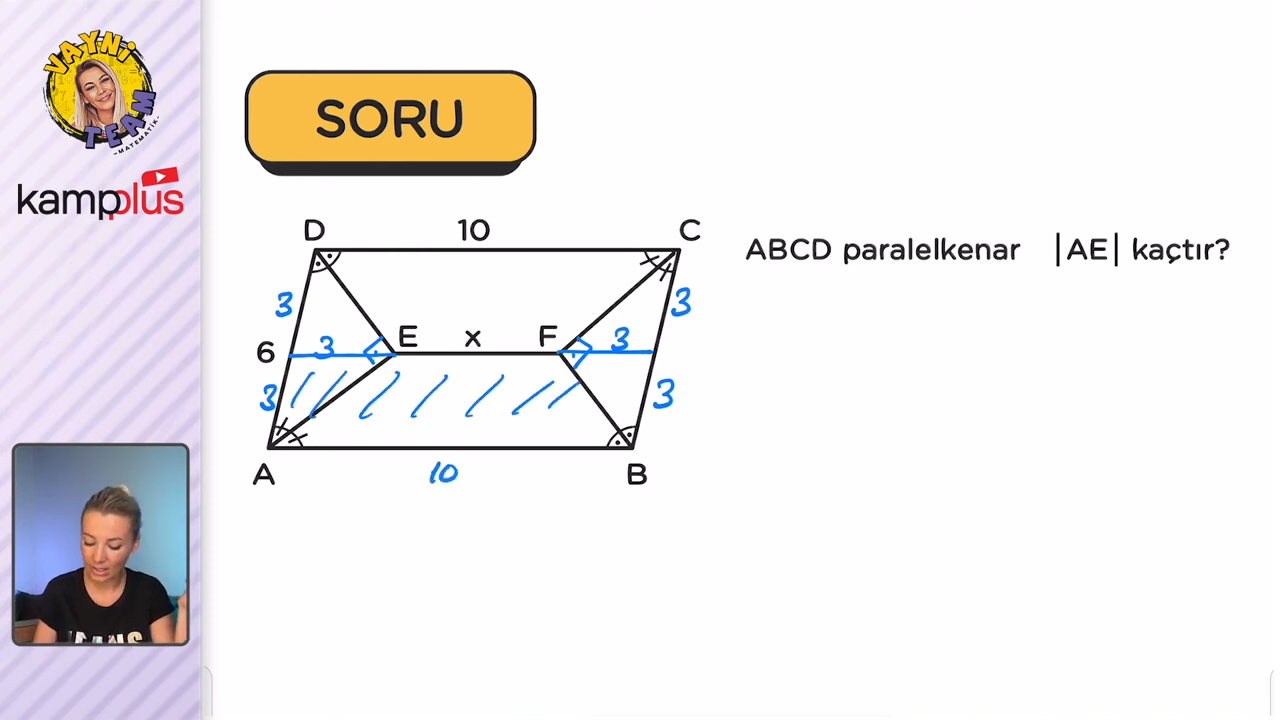 VAYNİ
TEAM
-MATEMATİK-
kampplus
SORU
D 10 C
ABCD paralelkenar |AE| kaçtır?
3 3
E x F
6 3 3
3 3
A 10 B